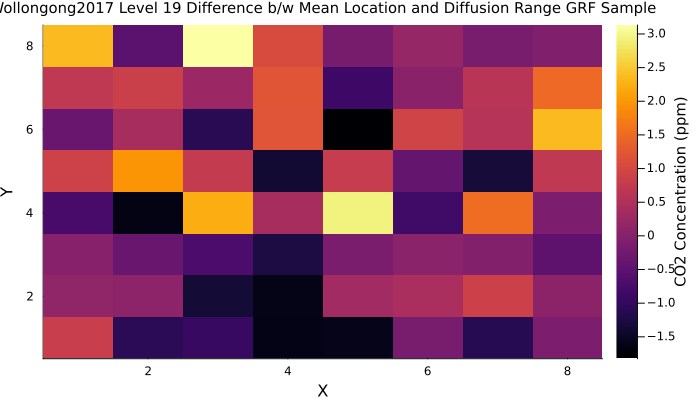 Wollongong2017 Level 19 Difference b/w Mean Location and Diffusion Range GRF Sample
8
6
4
2
Y
2 4 6 8
X
3.0
2.5
2.0
1.5
1.0
0.5
0
−0.5
−1.0
−1.5
CO2 Concentration (ppm)